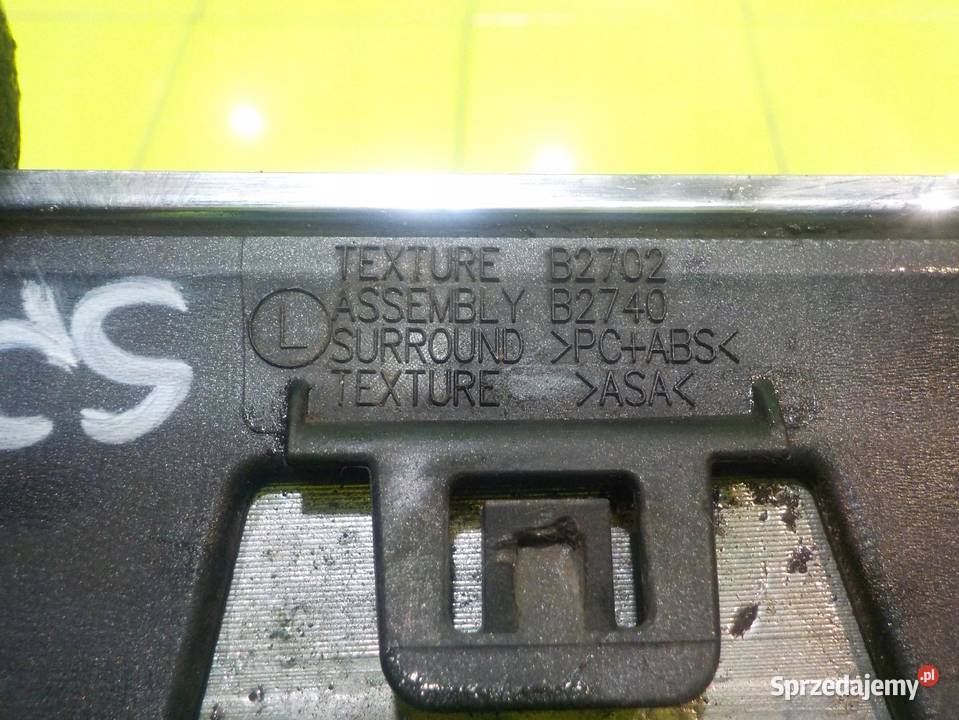 TEXTURE B2702
L ASSEMBLY B2740
SURROUND >PC+ABS<
TEXTURE >ASA<
Sprzedajemy.pl